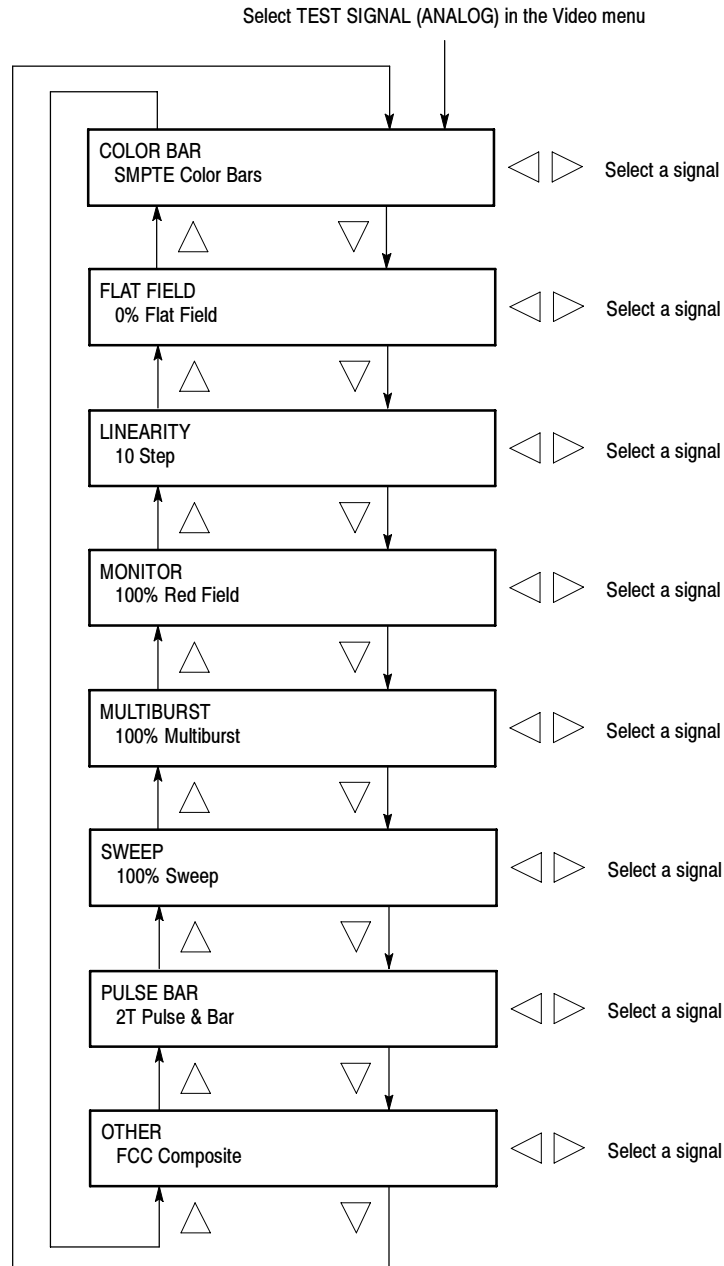 Select TEST SIGNAL (ANALOG) in the Video menu
COLOR BAR
SMPTE Color Bars
Select a signal
FLAT FIELD
0% Flat Field
Select a signal
LINEARITY
10 Step
Select a signal
MONITOR
100% Red Field
Select a signal
MULTIBURST
100% Multiburst
Select a signal
SWEEP
100% Sweep
Select a signal
PULSE BAR
2T Pulse & Bar
Select a signal
OTHER
FCC Composite
Select a signal